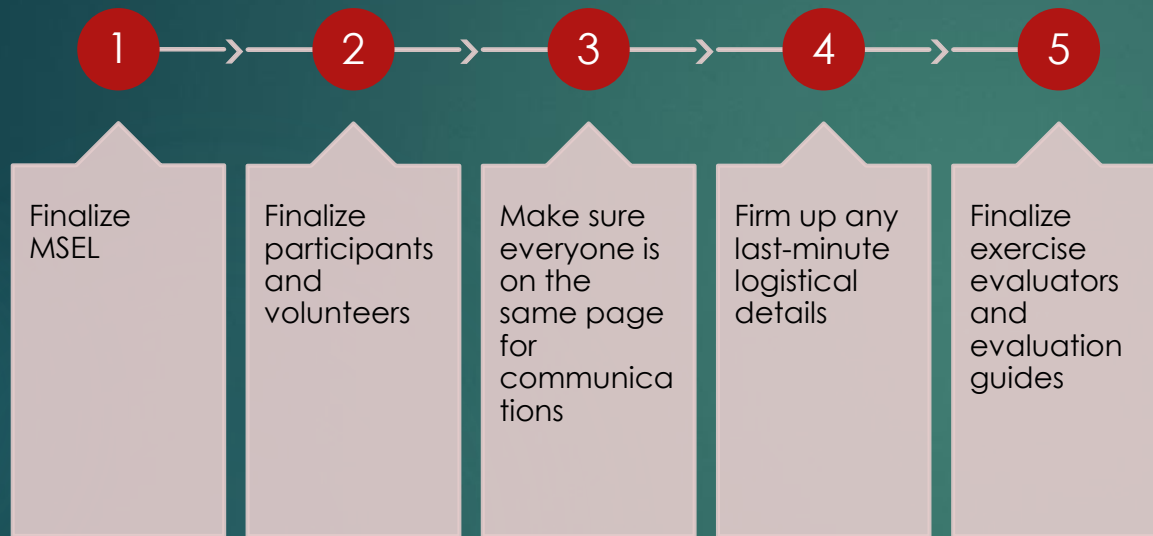 1
2
3
4
5
Finalize
MSEL
Finalize
participants
and
volunteers
Make sure
everyone is
on the
same page
for
communica
tions
Firm up any
last-minute
logistical
details
Finalize
exercise
evaluators
and
evaluation
guides